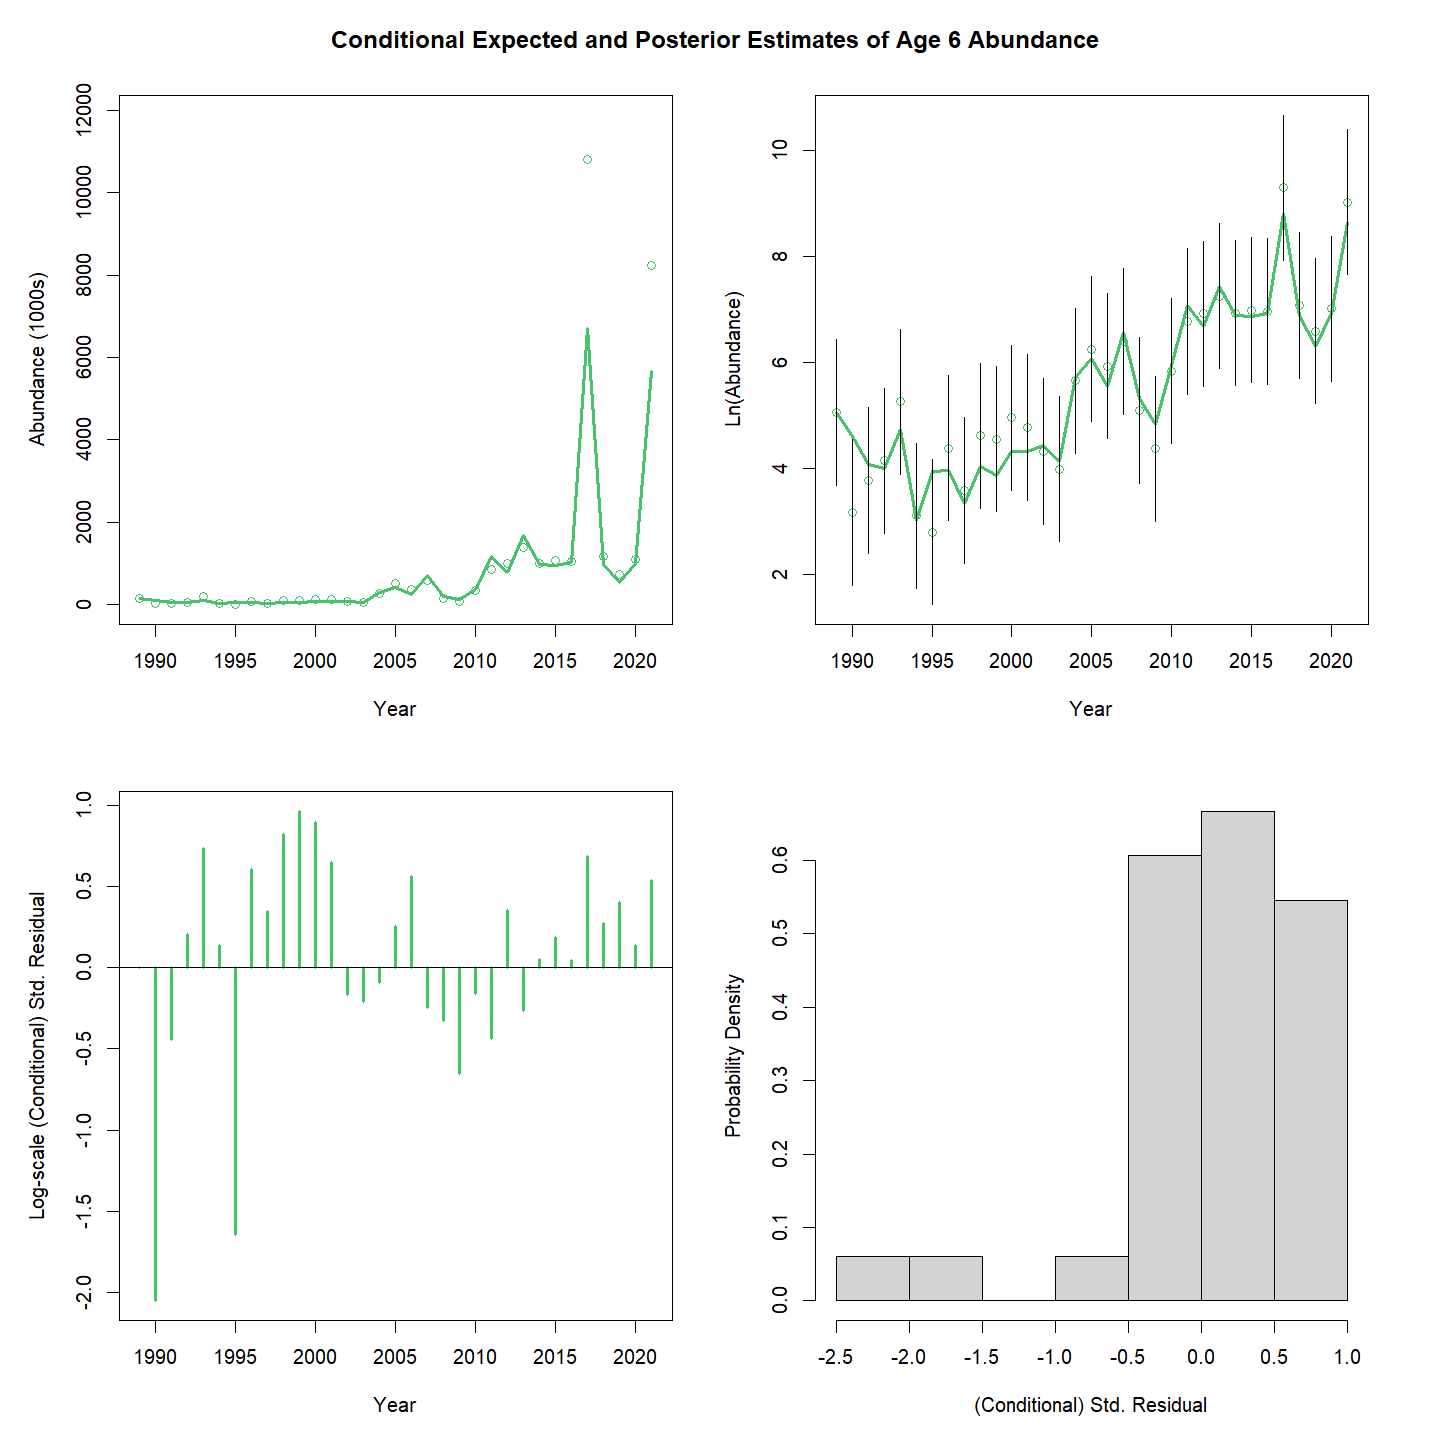 Conditional Expected and Posterior Estimates of Age 6 Abundance
Abundance (1000s)
12000
10000
8000
6000
4000
2000
0
1990 1995 2000 2005 2010 2015 2020
Year
Ln(Abundance)
10
8
6
4
2
1990 1995 2000 2005 2010 2015 2020
Year
Log-scale (Conditional) Std. Residual
1.0
0.5
0.0
-0.5
-1.0
-1.5
-2.0
1990 1995 2000 2005 2010 2015 2020
Year
Probability Density
0.6
0.5
0.4
0.3
0.2
0.1
0.0
-2.5 -2.0 -1.5 -1.0 -0.5 0.0 0.5 1.0
(Conditional) Std. Residual